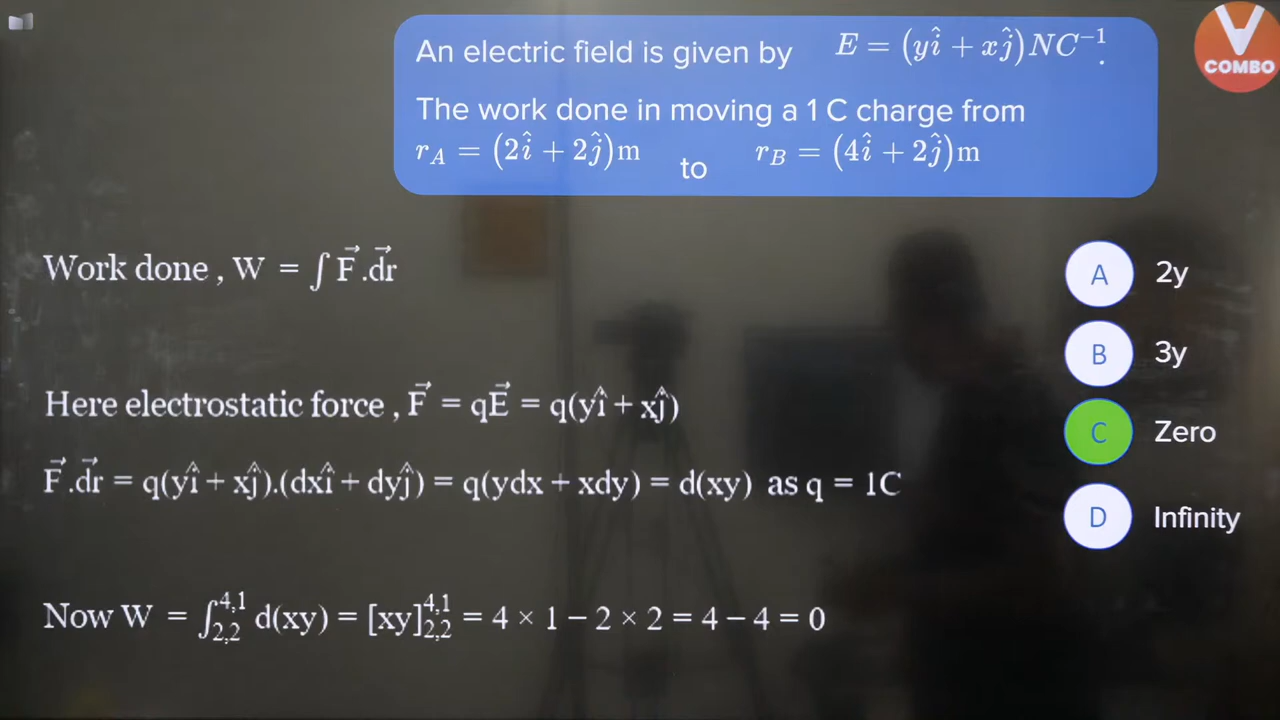 An electric field is given by E = (yî + xĵ)NC⁻¹.
The work done in moving a 1 C charge from
r_A = (2î + 2ĵ)m to r_B = (4î + 2ĵ)m
V
COMBO
Work done , W = ∫ F⃗.d⃗r
Here electrostatic force , F⃗ = qE⃗ = q(yî + xĵ)
F⃗.d⃗r = q(yî + xĵ).(dxî + dyĵ) = q(ydx + xdy) = d(xy) as q = 1C
Now W = ∫_{2,2}^{4,1} d(xy) = [xy]_{2,2}^{4,1} = 4 × 1 − 2 × 2 = 4 − 4 = 0
A 2y
B 3y
C Zero
D Infinity